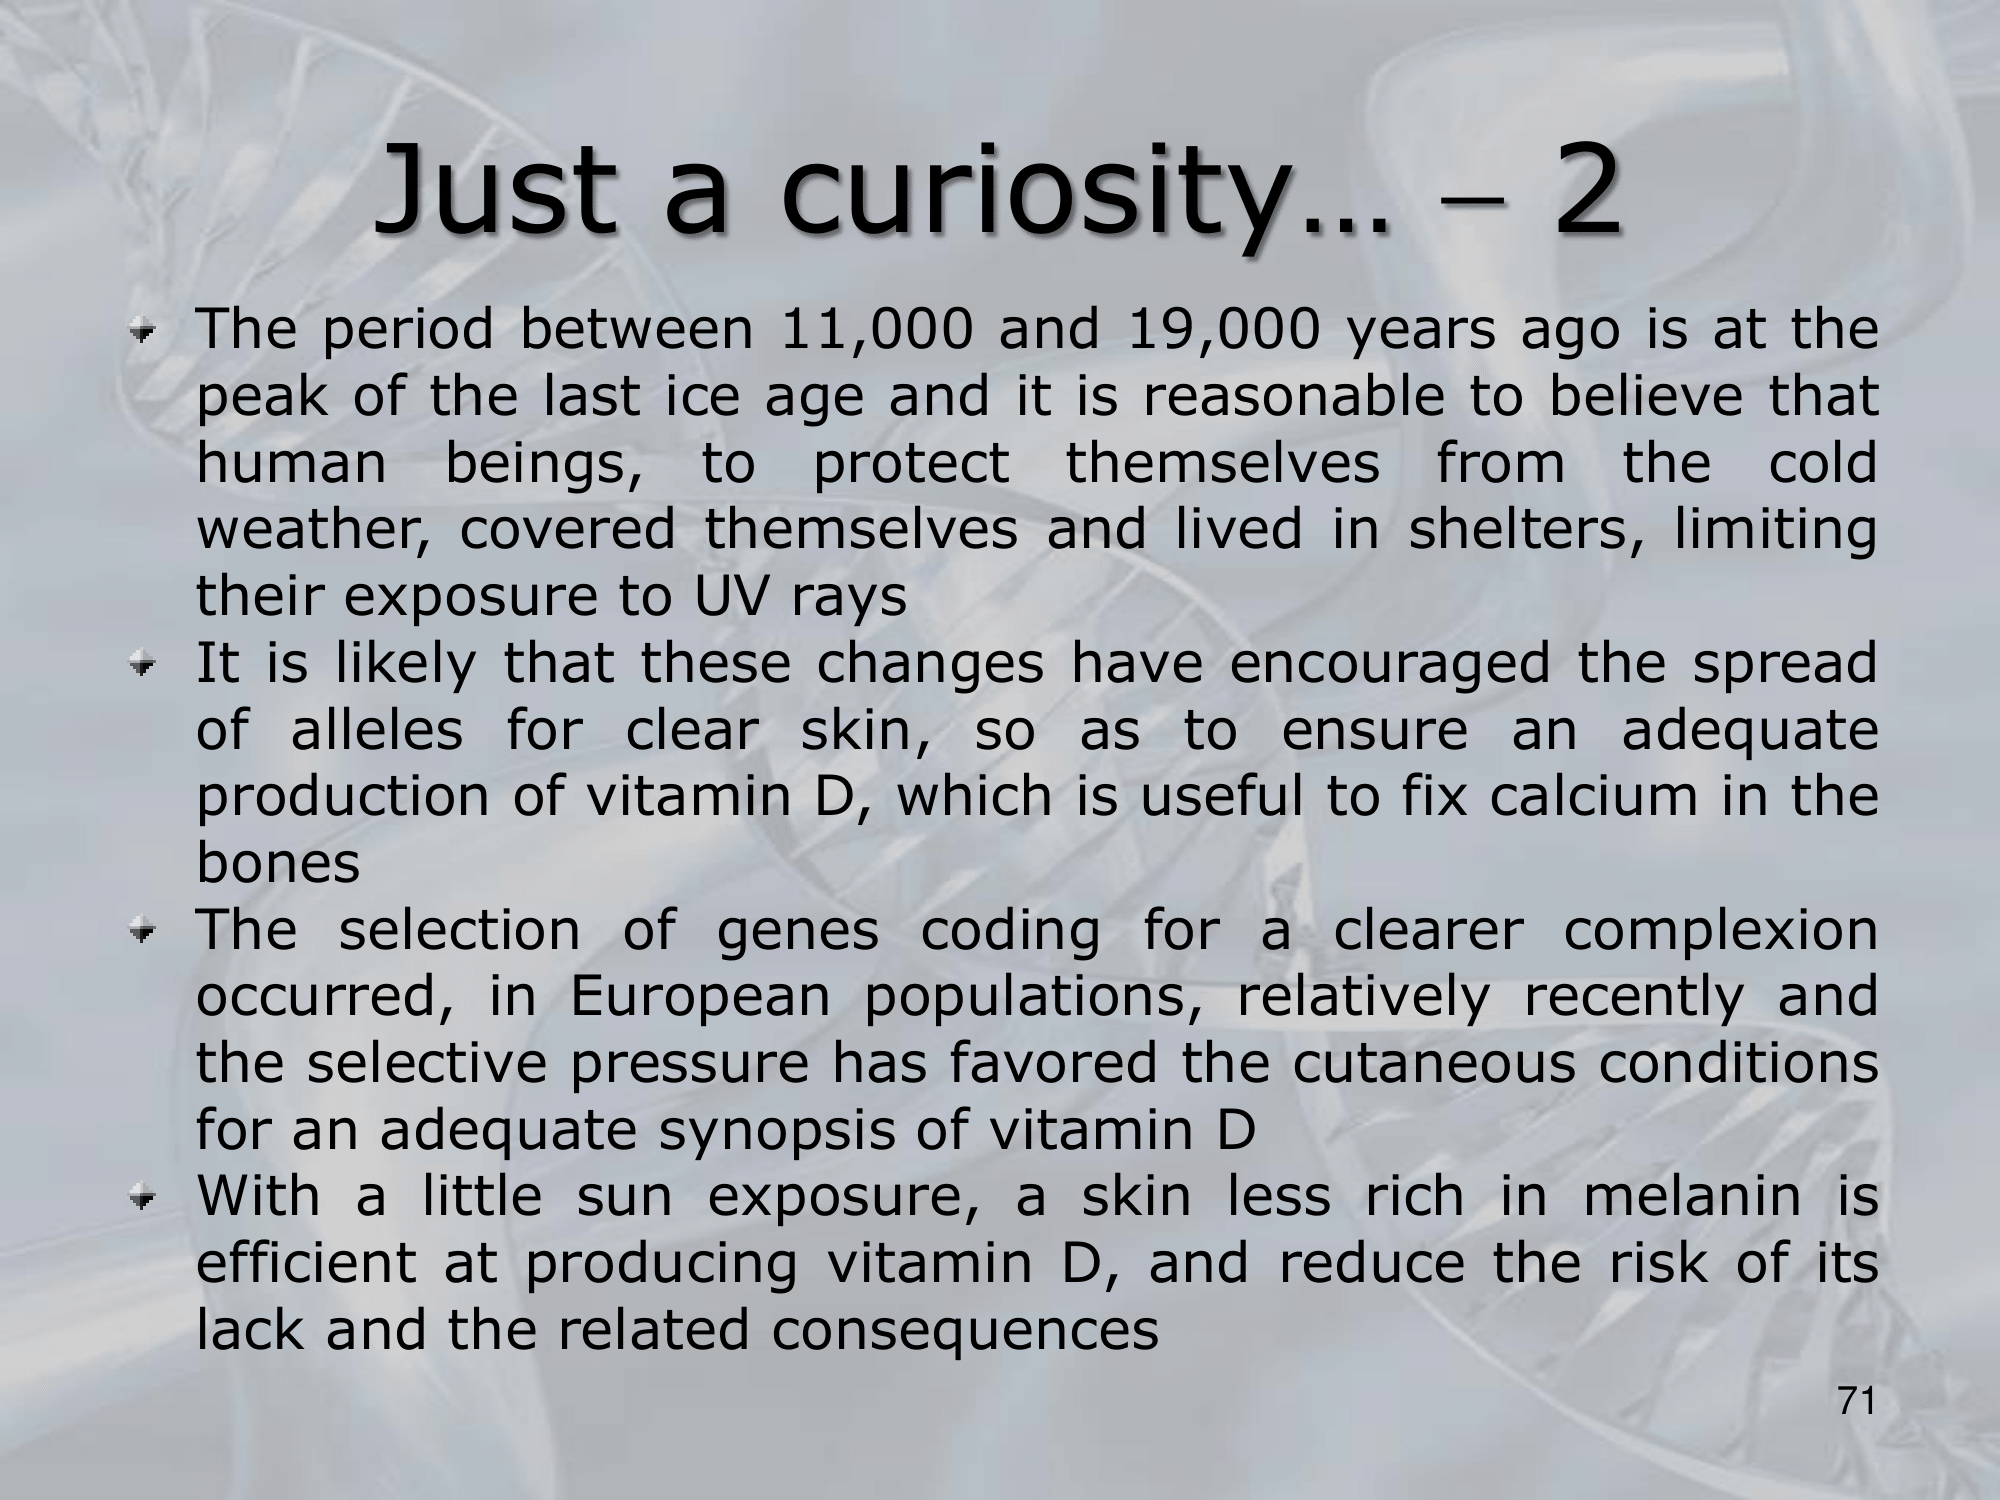 Just a curiosity… – 2
The period between 11,000 and 19,000 years ago is at the
peak of the last ice age and it is reasonable to believe that
human beings, to protect themselves from the cold
weather, covered themselves and lived in shelters, limiting
their exposure to UV rays
It is likely that these changes have encouraged the spread
of alleles for clear skin, so as to ensure an adequate
production of vitamin D, which is useful to fix calcium in the
bones
The selection of genes coding for a clearer complexion
occurred, in European populations, relatively recently and
the selective pressure has favored the cutaneous conditions
for an adequate synopsis of vitamin D
With a little sun exposure, a skin less rich in melanin is
efficient at producing vitamin D, and reduce the risk of its
lack and the related consequences
71